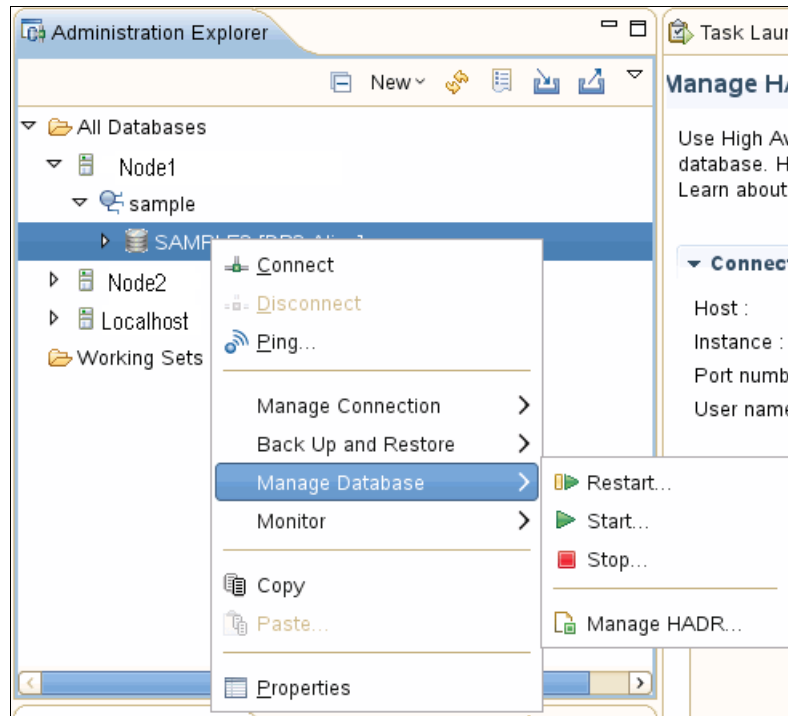 Administration Explorer
Task Lau
New
Manage H
All Databases
Use High Av
Node1
database. H
Learn about
sample
Connect
Disconnect
Ping...
Node2
Localhost
Working Sets
Connect
Host :
Instance :
Port numb
User name
Manage Connection
Back Up and Restore
Manage Database
Monitor
Restart...
Start...
Stop...
Copy
Paste...
Manage HADR...
Properties